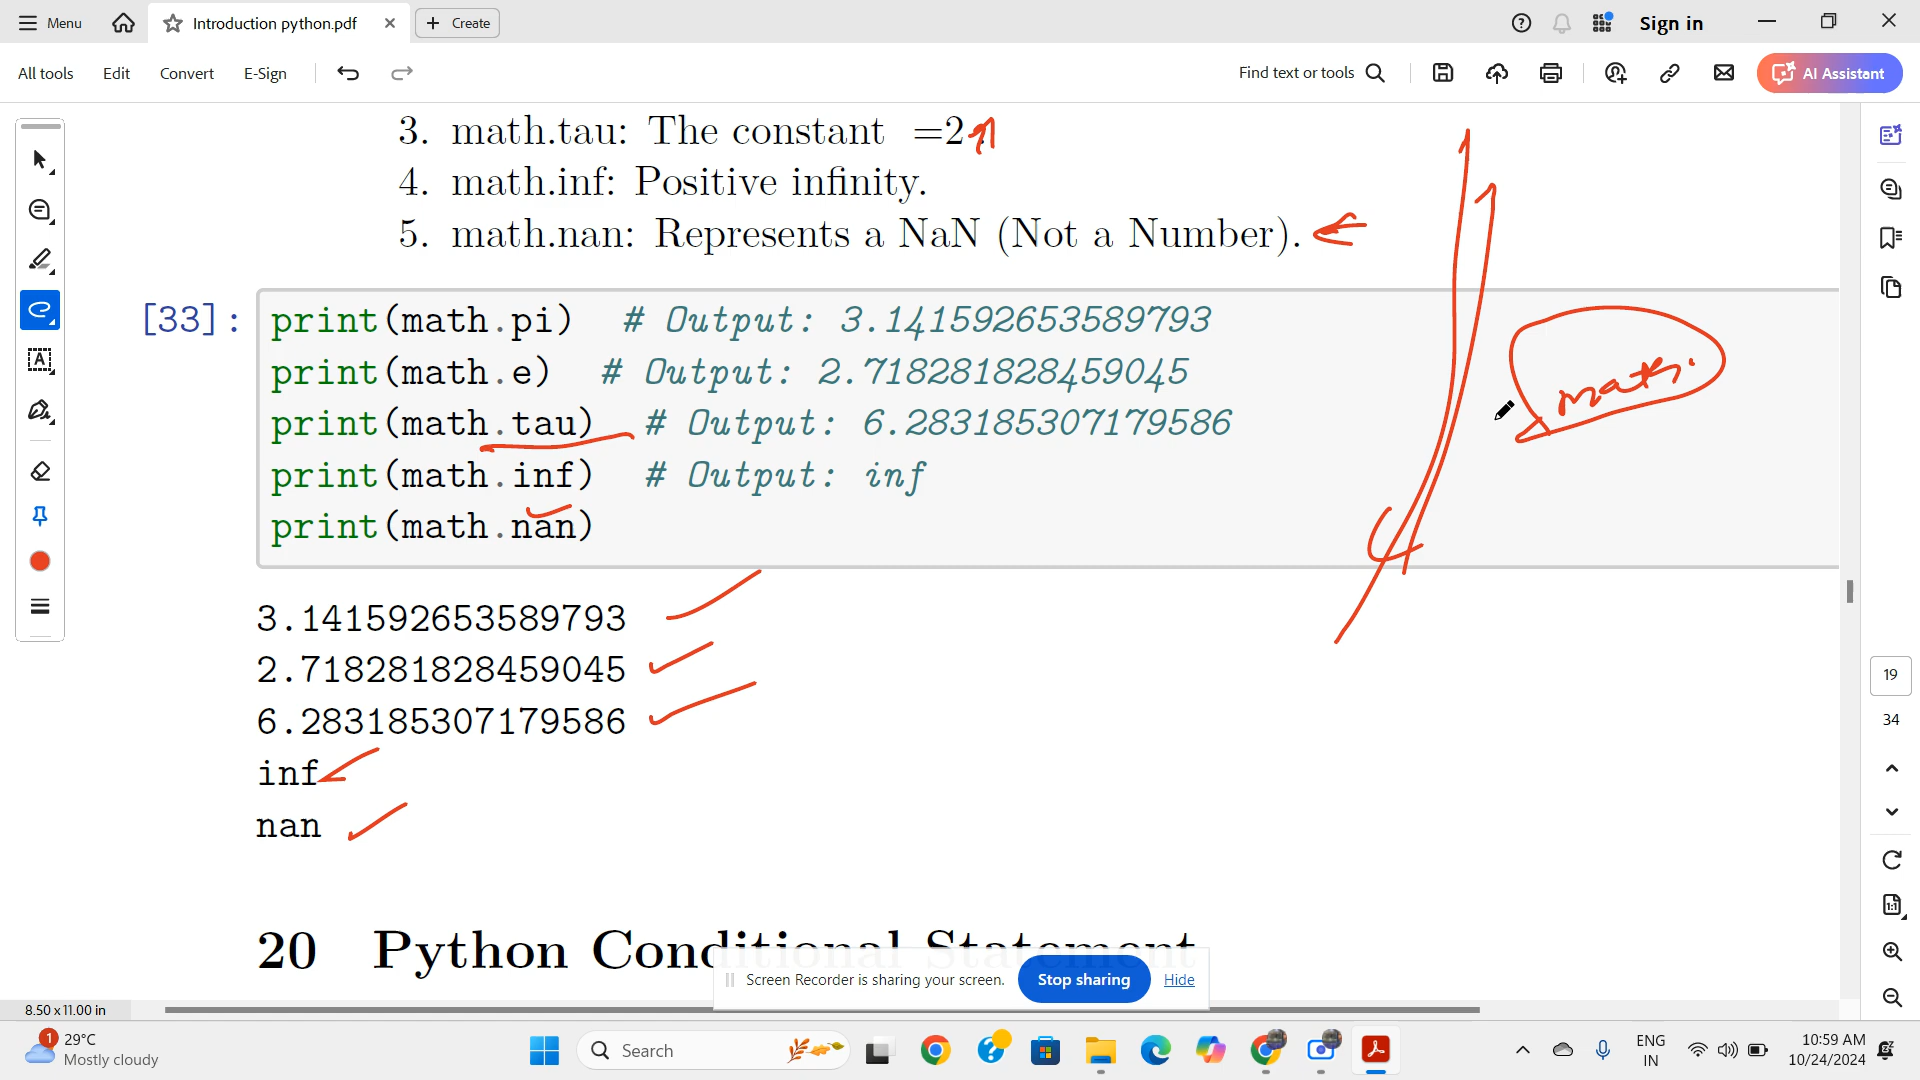 Menu
Introduction python.pdf
Create
Sign in
All tools
Edit
Convert
E-Sign
Find text or tools
AI Assistant
3. math.tau: The constant =2
4. math.inf: Positive infinity.
5. math.nan: Represents a NaN (Not a Number).
[33]: print(math.pi) # Output: 3.141592653589793
print(math.e) # Output: 2.718281828459045
print(math.tau) # Output: 6.283185307179586
print(math.inf) # Output: inf
print(math.nan)
math.
3.141592653589793
2.718281828459045
6.283185307179586
inf
nan
19
34
20 Python Conditional Statement
Screen Recorder is sharing your screen.
Stop sharing
Hide
8.50 x 11.00 in
1
29°C
Mostly cloudy
Search
ENG
IN
10:59 AM
10/24/2024